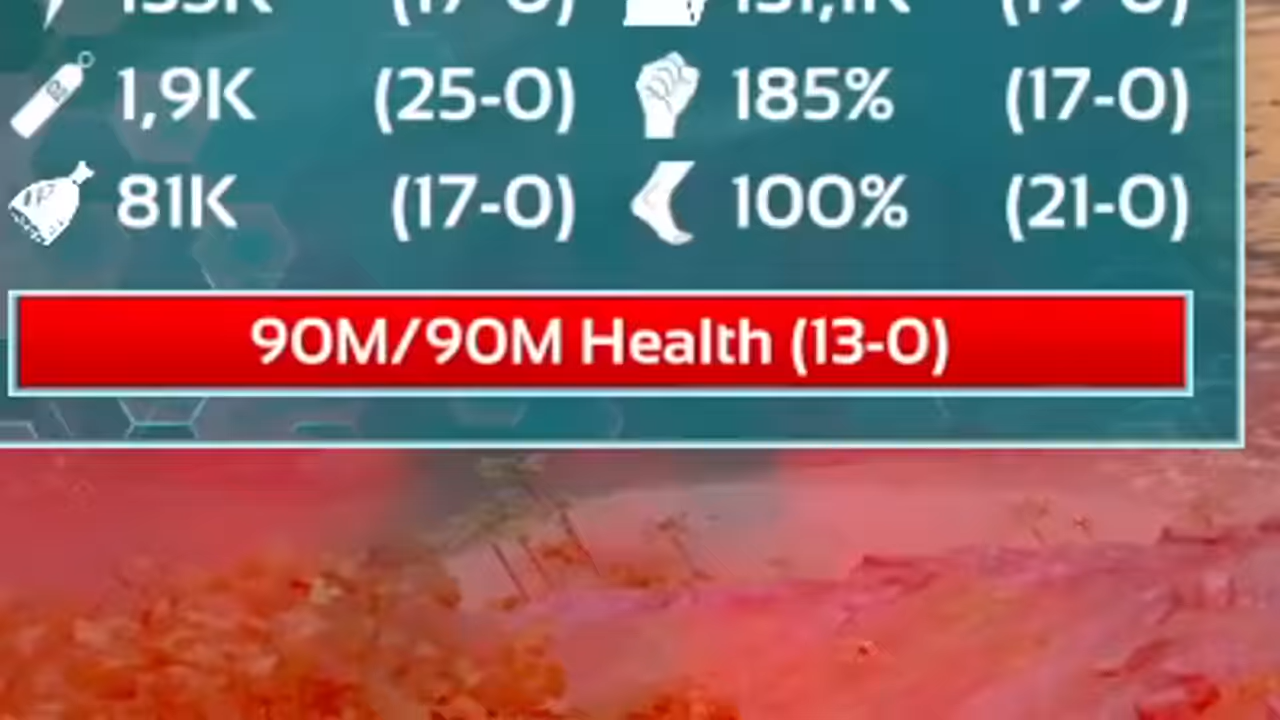 1,9K (25-0) 185% (17-0)
81K (17-0) 100% (21-0)
90M/90M Health (13-0)